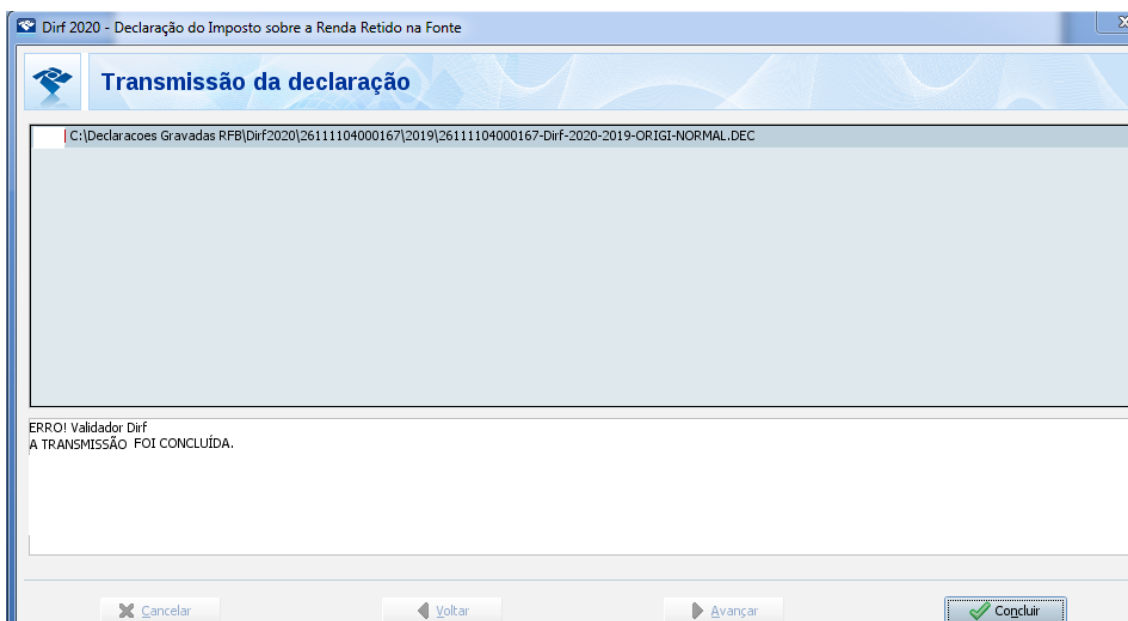 Dirf 2020 - Declaração do Imposto sobre a Renda Retido na Fonte
Transmissão da declaração
C:\Declaracoes Gravadas RFB\Dirf2020\26111104000167\2019\26111104000167-Dirf-2020-2019-ORIGI-NORMAL.DEC
ERRO! Validador Dirf
A TRANSMISSÃO FOI CONCLUÍDA.
Cancelar Voltar Avançar Concluir